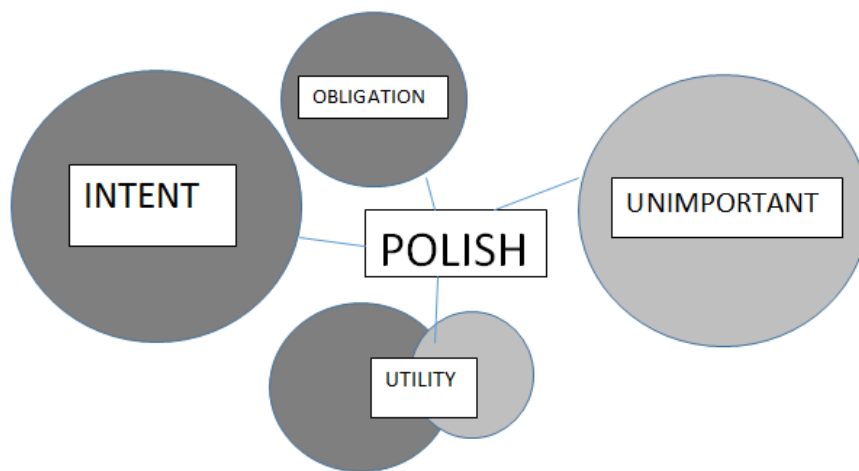 OBLIGATION
INTENT
UNIMPORTANT
POLISH
UTILITY